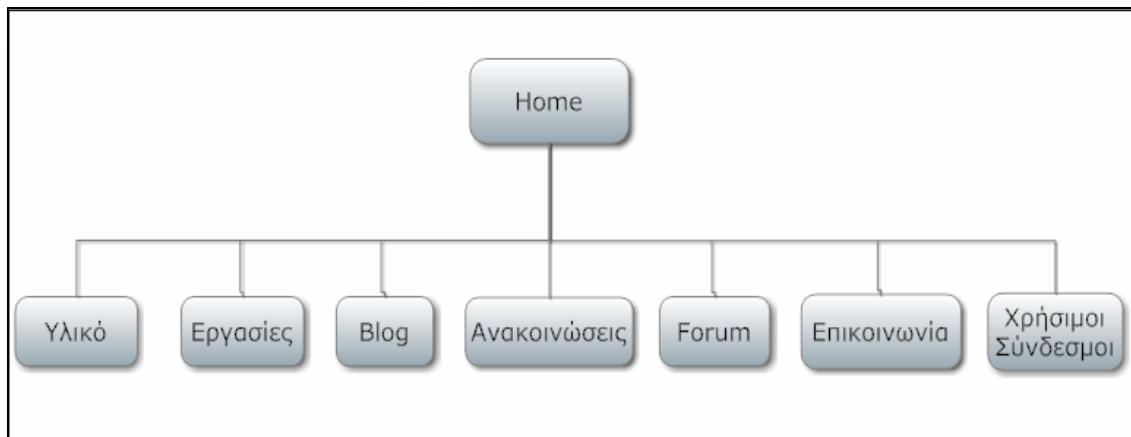 Home
Υλικό
Εργασίες
Blog
Ανακοινώσεις
Forum
Επικοινωνία
Χρήσιμοι
Σύνδεσμοι